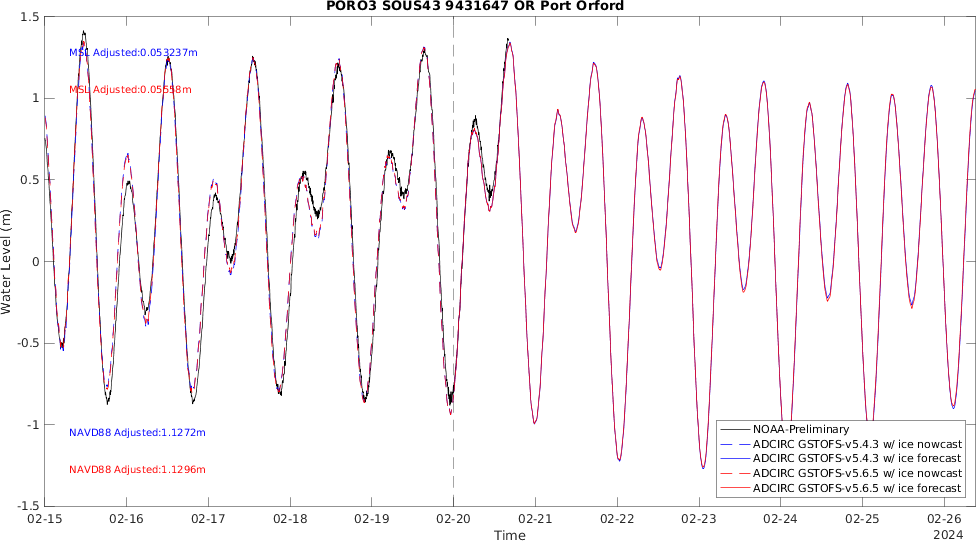 PORO3 SOUS43 9431647 OR Port Orford
1.5
1
0.5
0
-0.5
-1
-1.5
Water Level (m)
MSL Adjusted:0.053237m
MSL Adjusted:0.05558m
NAVD88 Adjusted:1.1272m
NAVD88 Adjusted:1.1296m
NOAA-Preliminary
ADCIRC GSTOFS-v5.4.3 w/ ice nowcast
ADCIRC GSTOFS-v5.4.3 w/ ice forecast
ADCIRC GSTOFS-v5.6.5 w/ ice nowcast
ADCIRC GSTOFS-v5.6.5 w/ ice forecast
02-15 02-16 02-17 02-18 02-19 02-20 02-21 02-22 02-23 02-24 02-25 02-26
Time
2024